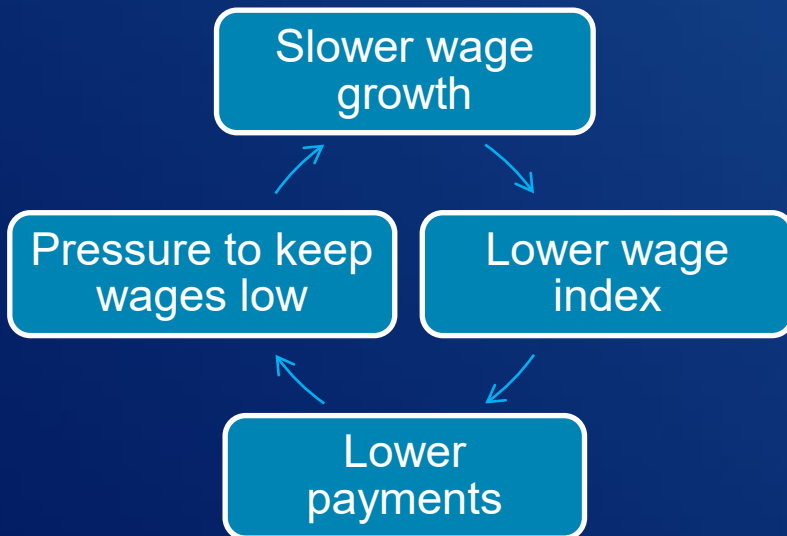 Slower wage
growth
Pressure to keep
wages low
Lower wage
index
Lower
payments